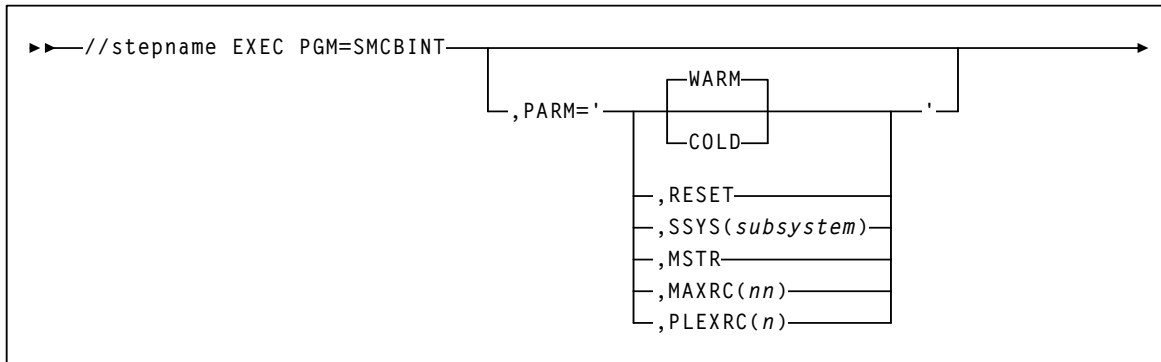 //stepname EXEC PGM=SMCBINT
WARM
,PARM=' '
COLD
,RESET
,SSYS(subsystem)
,MSTR
,MAXRC(nn)
,PLEXRC(n)